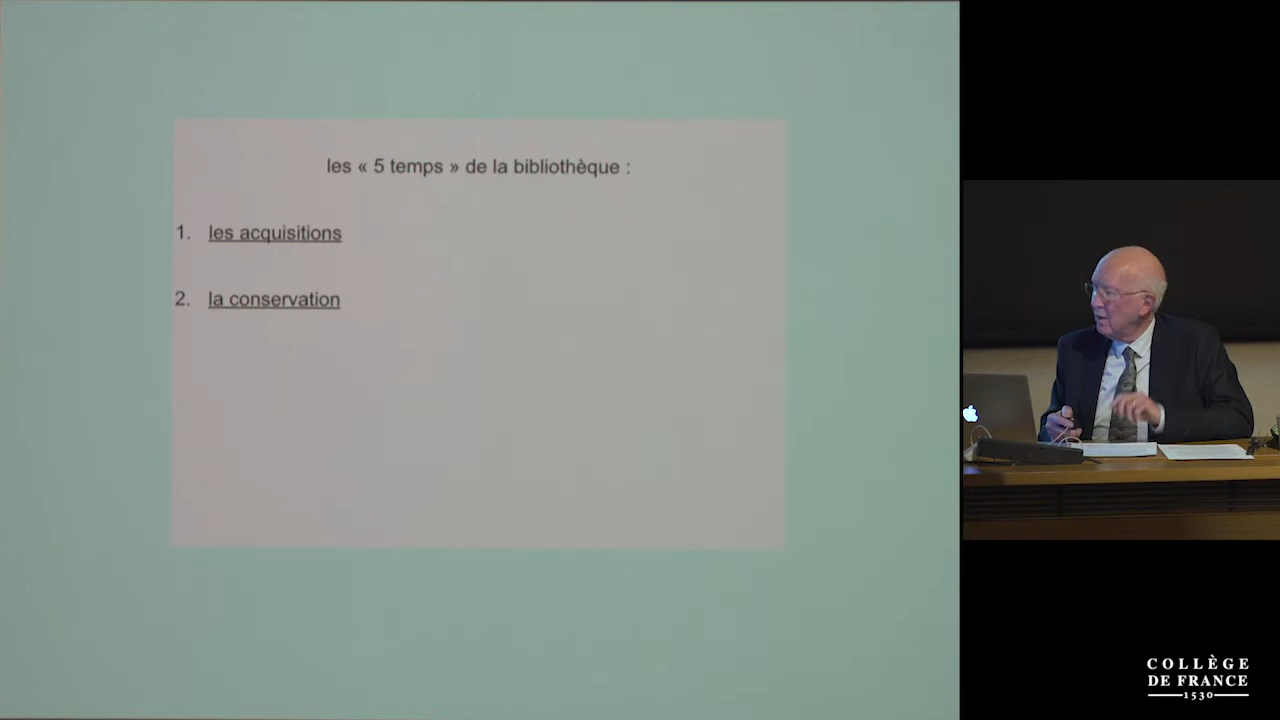 les « 5 temps » de la bibliothèque :
1. les acquisitions
2. la conservation
COLLÈGE
DE FRANCE
1530